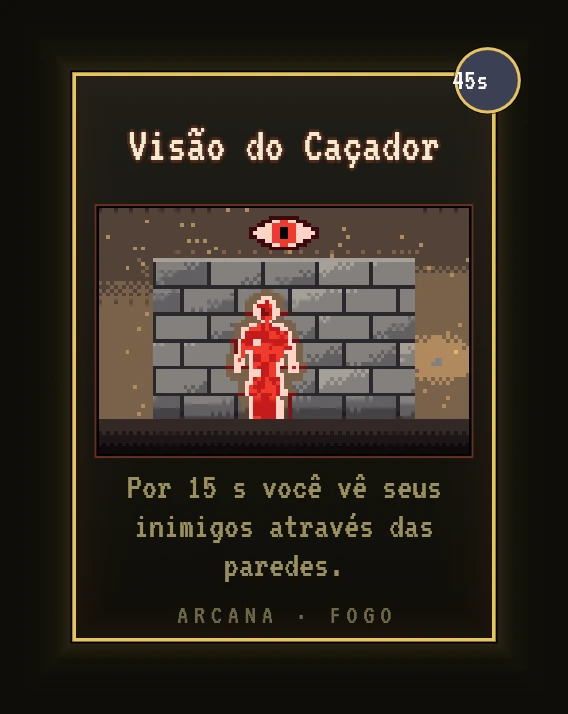 45s
Visão do Caçador
Por 15 s você vê seus
inimigos através das
paredes.
ARCANA · FOGO